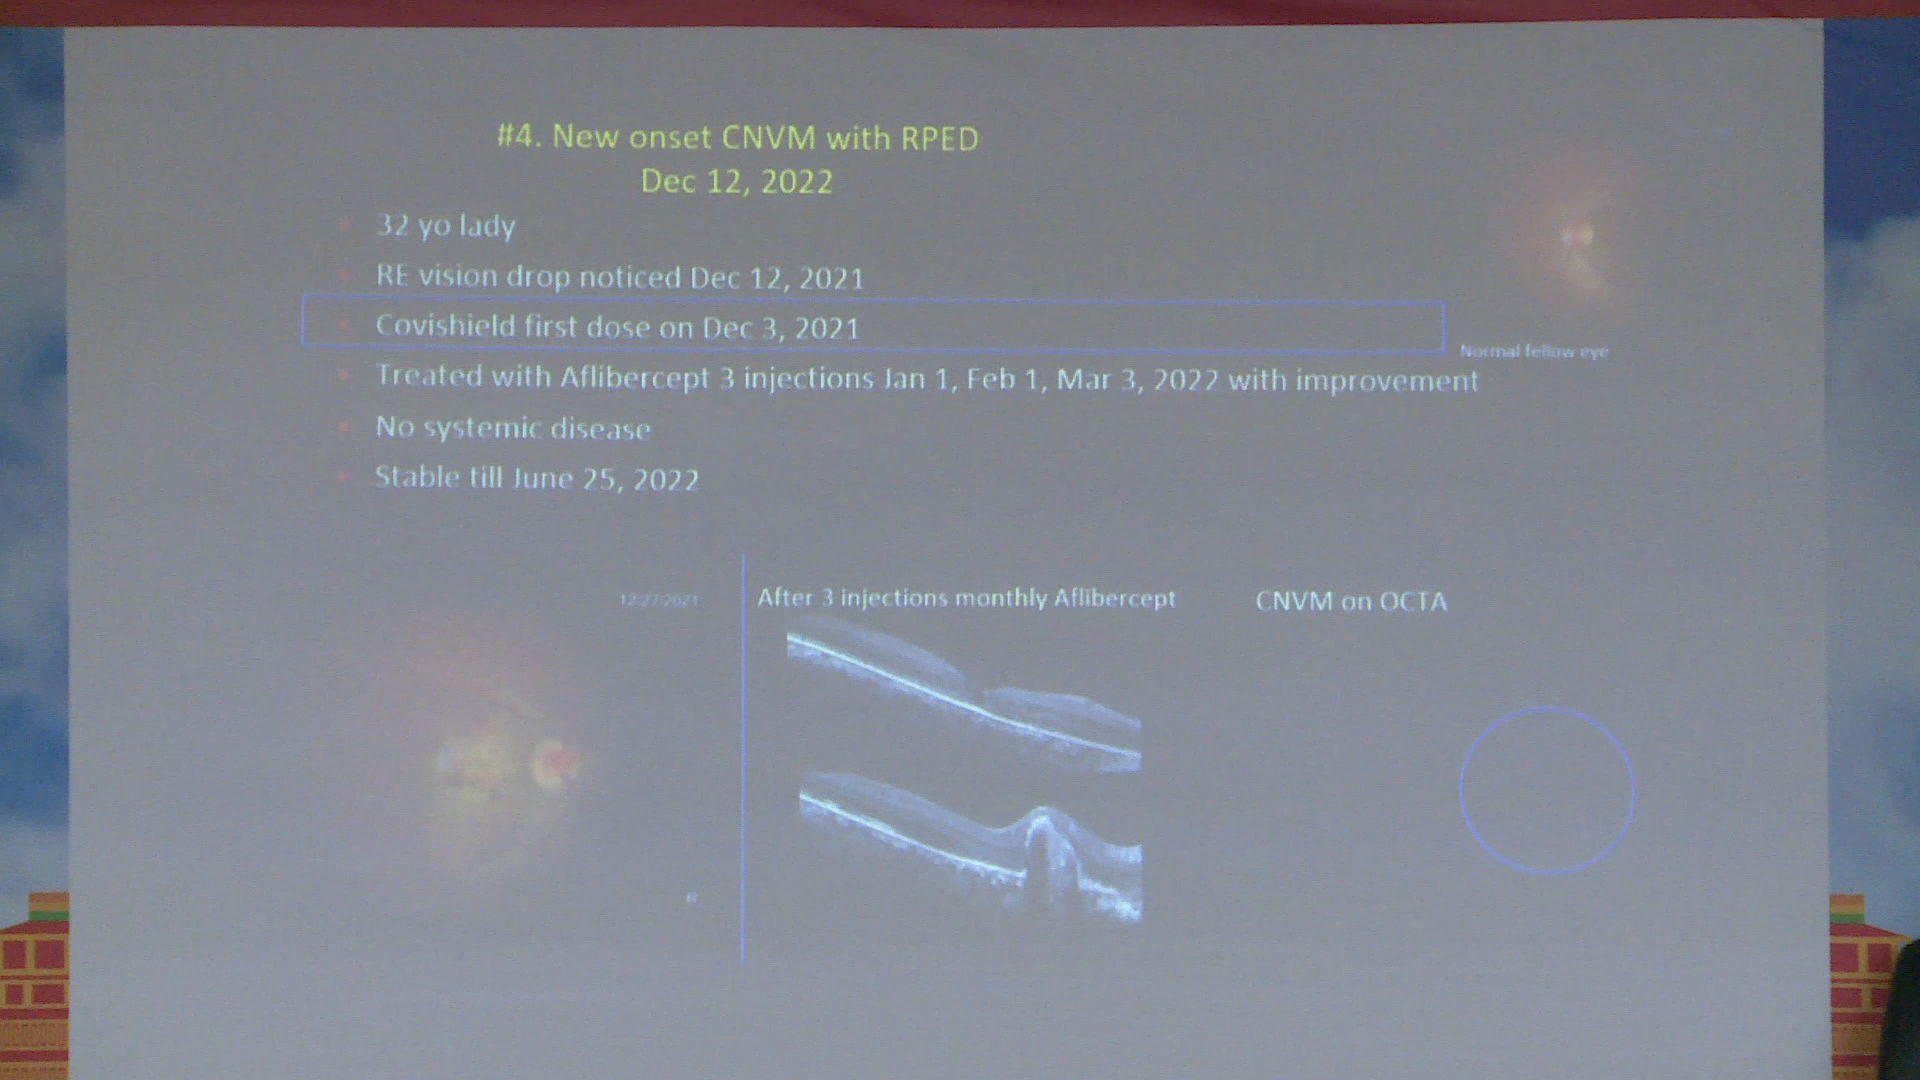 #4. New onset CNVM with RPED
Dec 12, 2022
32 yo lady
RE vision drop noticed Dec 12, 2021
Covishield first dose on Dec 3, 2021
Normal fellow eye
Treated with Aflibercept 3 injections Jan 1, Feb 1, Mar 3, 2022 with improvement
No systemic disease
Stable till June 25, 2022
12/27/2021
After 3 injections monthly Aflibercept
CNVM on OCTA